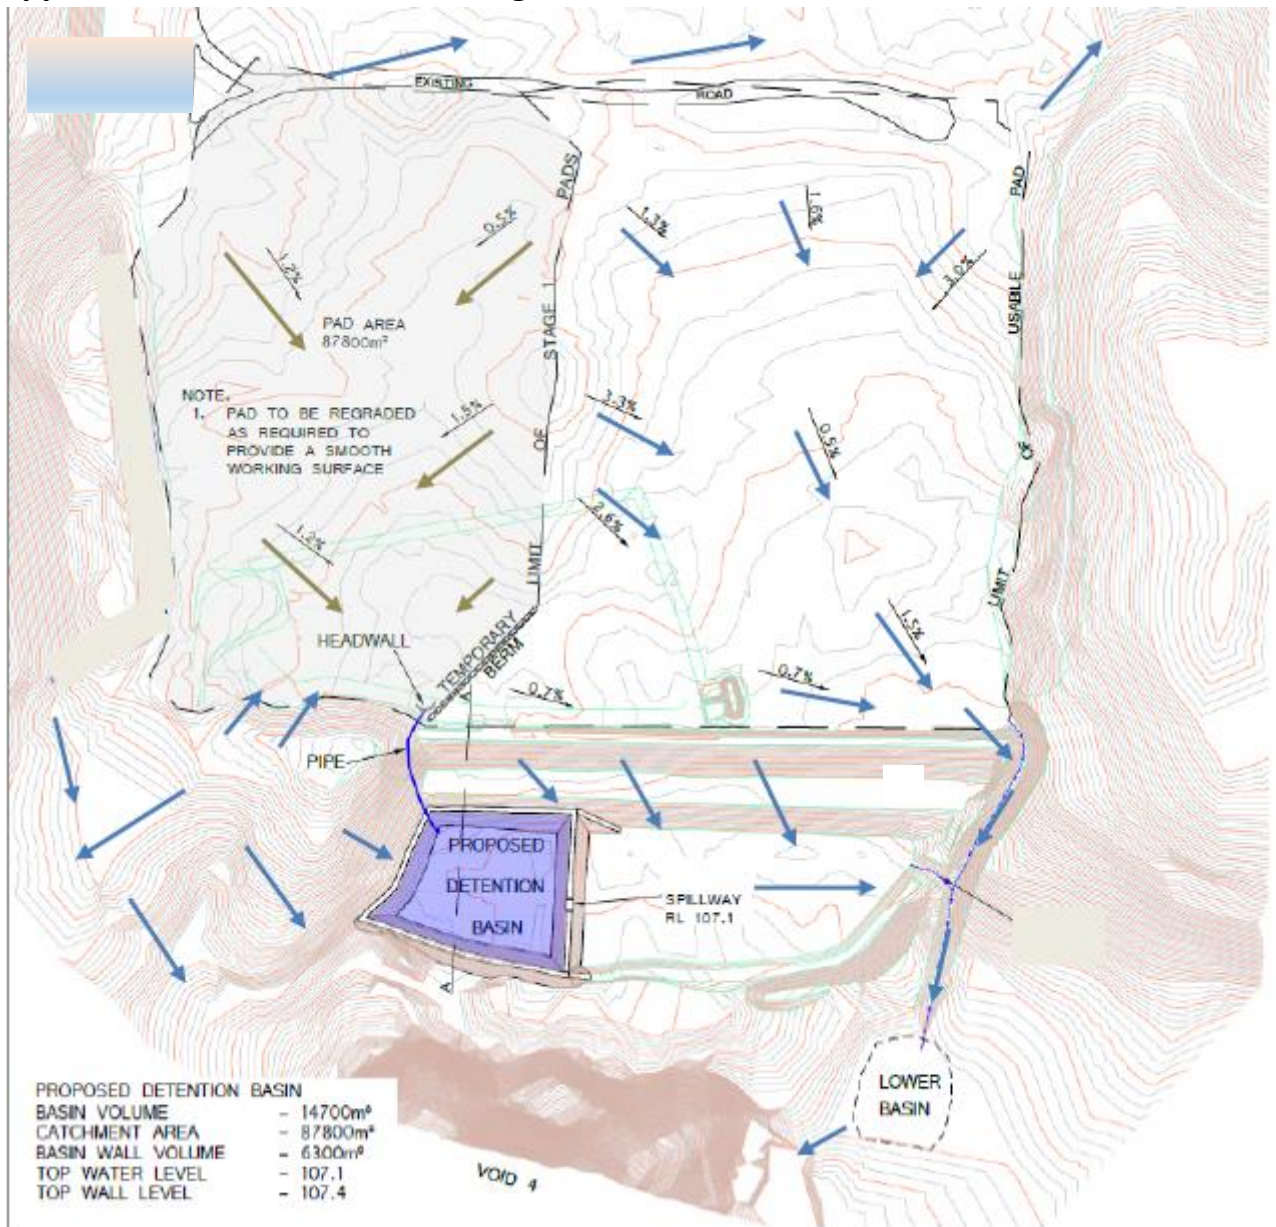 EXISTING
ROAD
PADS
PAD
0.5%
1.3%
1.6%
1.2%
3.0%
STAGE 1
USABLE
PAD AREA
87800m²
NOTE.
1. PAD TO BE REGRADED
AS REQUIRED TO
PROVIDE A SMOOTH
WORKING SURFACE
1.5%
3.3%
0.5%
OF
OF
2.6%
1.2%
LIMIT
LIMIT
1.5%
HEADWALL
TEMPORARY
BERM
A
0.7%
0.7%
PIPE
PROPOSED
DETENTION
BASIN
SPILLWAY
RL 107.1
A
LOWER
BASIN
VOID 4
PROPOSED DETENTION BASIN
BASIN VOLUME - 14700m³
CATCHMENT AREA - 87800m²
BASIN WALL VOLUME - 6300m³
TOP WATER LEVEL - 107.1
TOP WALL LEVEL - 107.4